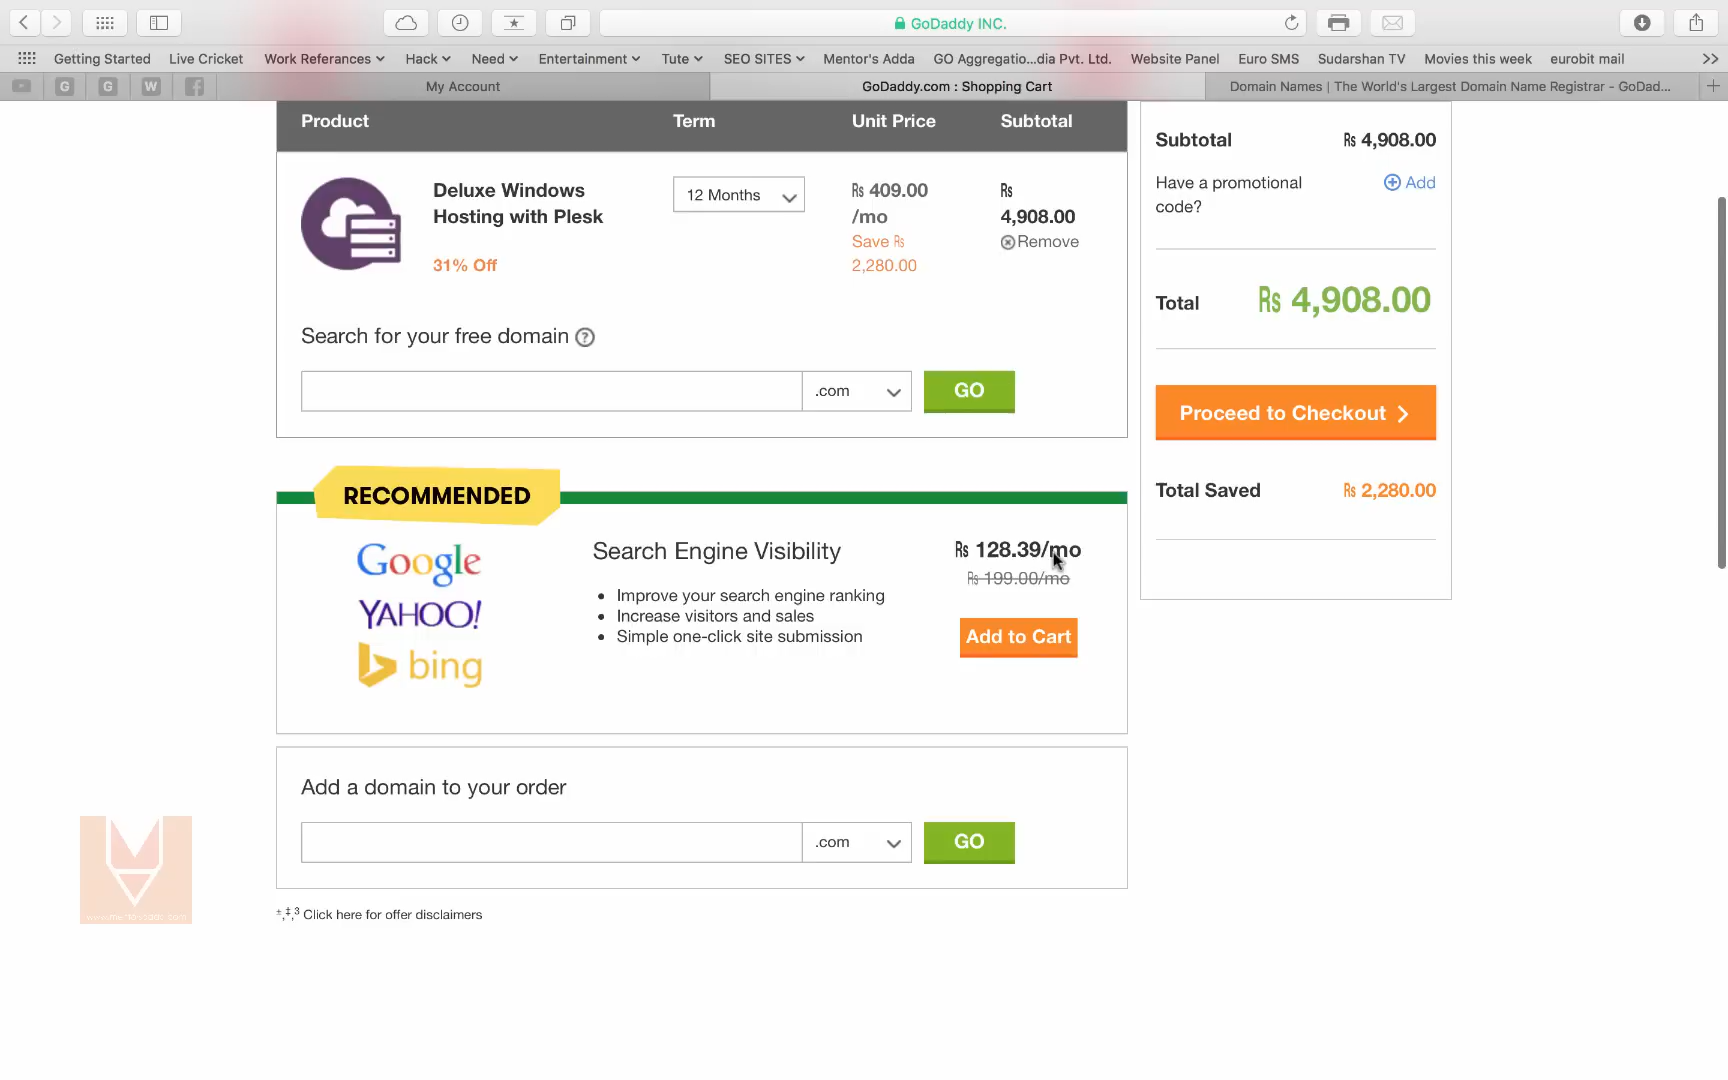 GoDaddy INC.
Getting Started Live Cricket Work Referances Hack Need Entertainment Tute SEO SITES Mentor's Adda GO Aggregatio...dia Pvt. Ltd. Website Panel Euro SMS Sudarshan TV Movies this week eurobit mail
G G W My Account GoDaddy.com : Shopping Cart Domain Names | The World's Largest Domain Name Registrar - GoDad...
Product Term Unit Price Subtotal
Deluxe Windows
Hosting with Plesk
31% Off
12 Months
Rs 409.00
/mo
Save Rs
2,280.00
Rs
4,908.00
Remove
Search for your free domain ?
.com GO
Subtotal Rs 4,908.00
Have a promotional
code?
Add
Total Rs 4,908.00
Proceed to Checkout
Total Saved Rs 2,280.00
RECOMMENDED
Google
YAHOO!
bing
Search Engine Visibility
• Improve your search engine ranking
• Increase visitors and sales
• Simple one-click site submission
Rs 128.39/mo
Rs 199.00/mo
Add to Cart
Add a domain to your order
.com GO
±,‡,3 Click here for offer disclaimers